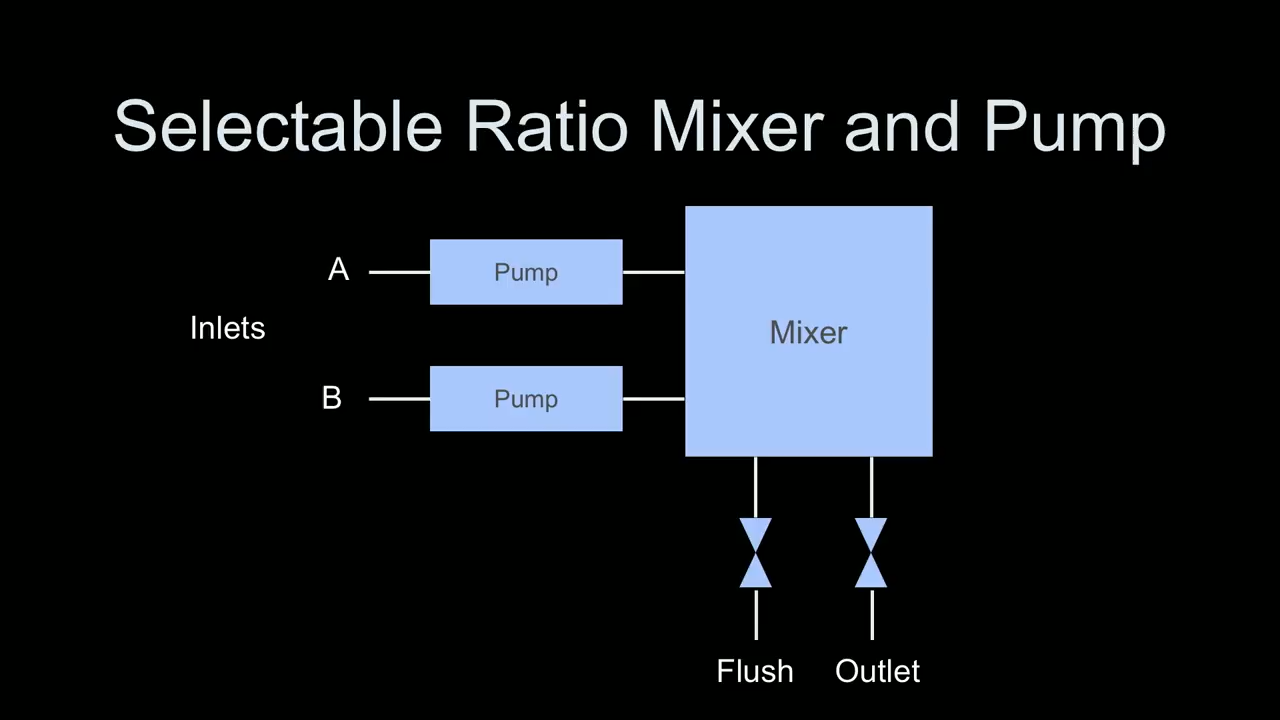 Selectable Ratio Mixer and Pump
A
Pump
Inlets
Mixer
B
Pump
Flush
Outlet